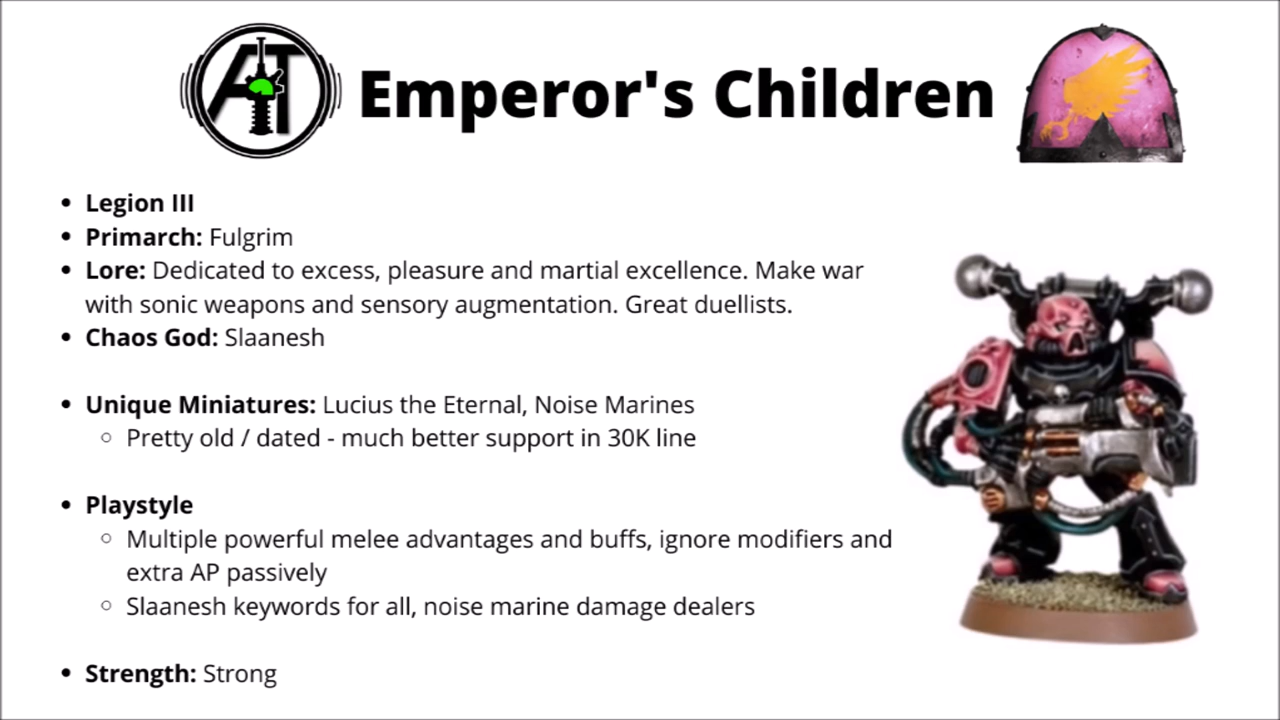 AT
Emperor's Children
• Legion III
• Primarch: Fulgrim
• Lore: Dedicated to excess, pleasure and martial excellence. Make war
with sonic weapons and sensory augmentation. Great duellists.
• Chaos God: Slaanesh
• Unique Miniatures: Lucius the Eternal, Noise Marines
○ Pretty old / dated - much better support in 30K line
• Playstyle
○ Multiple powerful melee advantages and buffs, ignore modifiers and
extra AP passively
○ Slaanesh keywords for all, noise marine damage dealers
• Strength: Strong